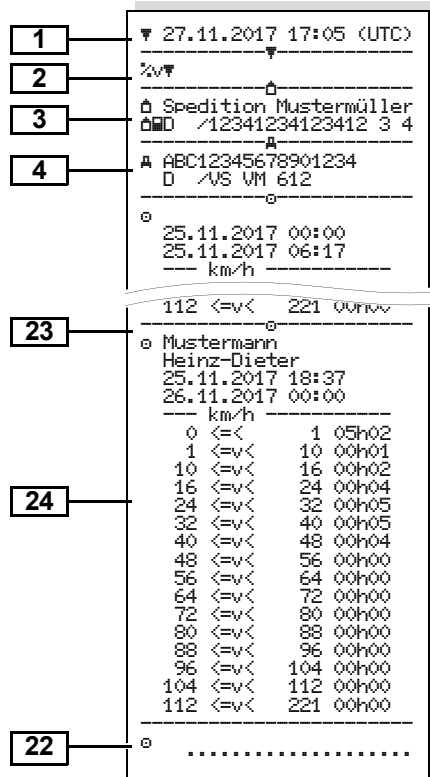 1
▼ 27.11.2017 17:05 (UTC)
2
%v▼
3
Spedition Mustermüller
D /12341234123412 3 4
4
A ABC12345678901234
D /VS VM 612
25.11.2017 00:00
25.11.2017 06:17
--- km/h -----------
112 <=v< 221 00h00
23
Mustermann
Heinz-Dieter
25.11.2017 18:37
26.11.2017 00:00
--- km/h -----------
24
0 <=< 1 05h02
1 <=v< 10 00h01
10 <=v< 16 00h02
16 <=v< 24 00h04
24 <=v< 32 00h05
32 <=v< 40 00h05
40 <=v< 48 00h04
48 <=v< 56 00h00
56 <=v< 64 00h00
64 <=v< 72 00h00
72 <=v< 80 00h00
80 <=v< 88 00h00
88 <=v< 96 00h00
96 <=v< 104 00h00
104 <=v< 112 00h00
112 <=v< 221 00h00
22
....................